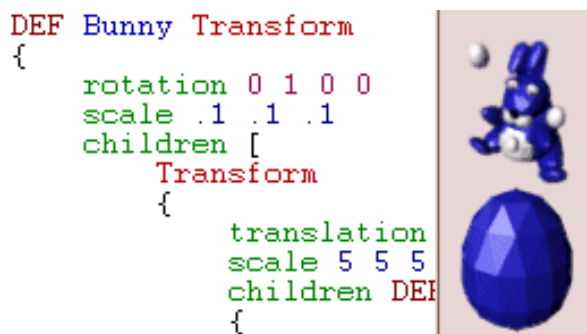 DEF Bunny Transform
{
rotation 0 1 0 0
scale .1 .1 .1
children [
Transform
{
translation
scale 5 5 5
children DEF
{